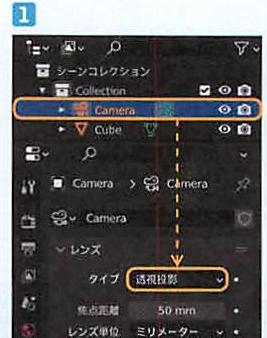 1
シーンコレクション
Collection
Camera
Cube
Camera > Camera
Camera
レンズ
タイプ 透視投影
焦点距離 50 mm
レンズ単位 ミリメーター